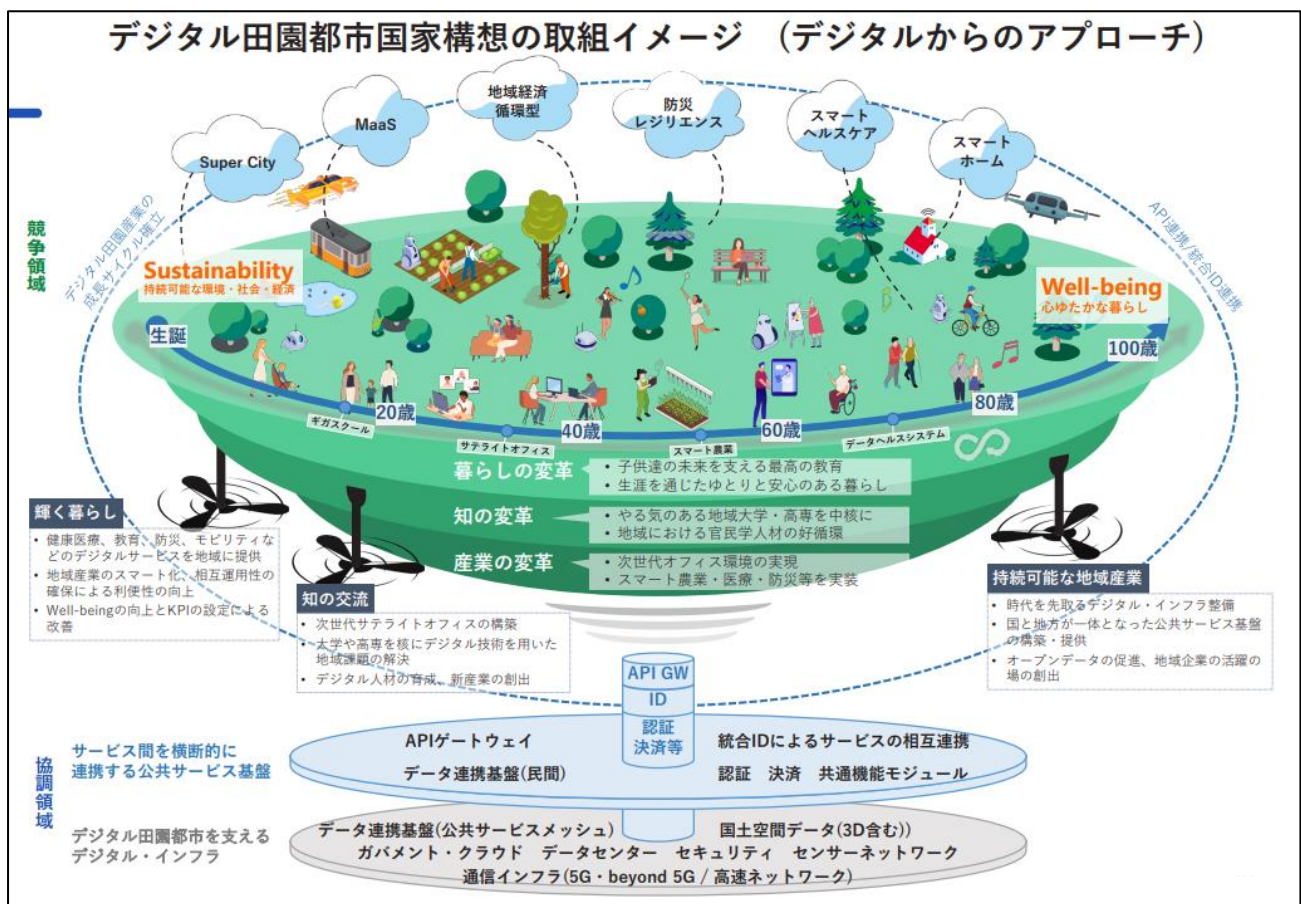 デジタル田園都市国家構想の取組イメージ (デジタルからのアプローチ)
Super City
MaaS
地域経済
循環型
防災
レジリエンス
スマート
ヘルスケア
スマート
ホーム
競争領域
デジタル田園産業の
成長サイクル確立
API連携/統合ID連携
Sustainability
持続可能な環境・社会・経済
Well-being
心ゆたかな暮らし
生誕
20歳
40歳
60歳
80歳
100歳
ギガスクール
サテライトオフィス
スマート農業
データヘルスシステム
暮らしの変革
• 子供達の未来を支える最高の教育
• 生涯を通じたゆとりと安心のある暮らし
知の変革
• やる気のある地域大学・高専を中核に
• 地域における官民学人材の好循環
産業の変革
• 次世代オフィス環境の実現
• スマート農業・医療・防災等を実装
輝く暮らし
• 健康医療、教育、防災、モビリティな
どのデジタルサービスを地域に提供
• 地域産業のスマート化、相互運用性の
確保による利便性の向上
• Well-beingの向上とKPIの設定による
改善
知の交流
• 次世代サテライトオフィスの構築
• 大学や高専を核にデジタル技術を用いた
地域課題の解決
• デジタル人材の育成、新産業の創出
持続可能な地域産業
• 時代を先取るデジタル・インフラ整備
• 国と地方が一体となった公共サービス基盤
の構築・提供
• オープンデータの促進、地域企業の活躍の
場の創出
API GW
ID
認証
決済等
協調領域
サービス間を横断的に
連携する公共サービス基盤
APIゲートウェイ
統合IDによるサービスの相互連携
データ連携基盤(民間)
認証 決済 共通機能モジュール
デジタル田園都市を支える
デジタル・インフラ
データ連携基盤(公共サービスメッシュ)
国土空間データ(3D含む))
ガバメント・クラウド データセンター セキュリティ センサーネットワーク
通信インフラ(5G・beyond 5G / 高速ネットワーク)